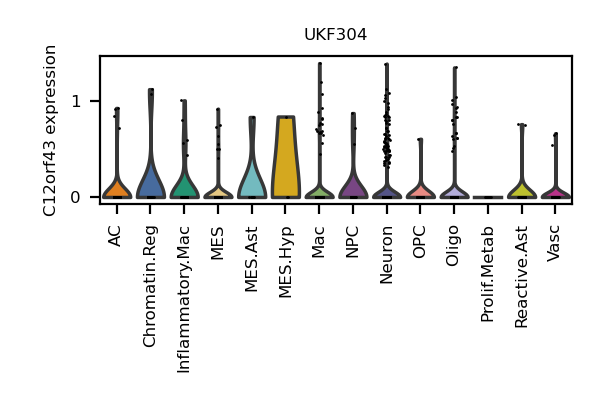 UKF304
C12orf43 expression
1
0
AC
Chromatin.Reg
Inflammatory.Mac
MES
MES.Ast
MES.Hyp
Mac
NPC
Neuron
OPC
Oligo
Prolif.Metab
Reactive.Ast
Vasc